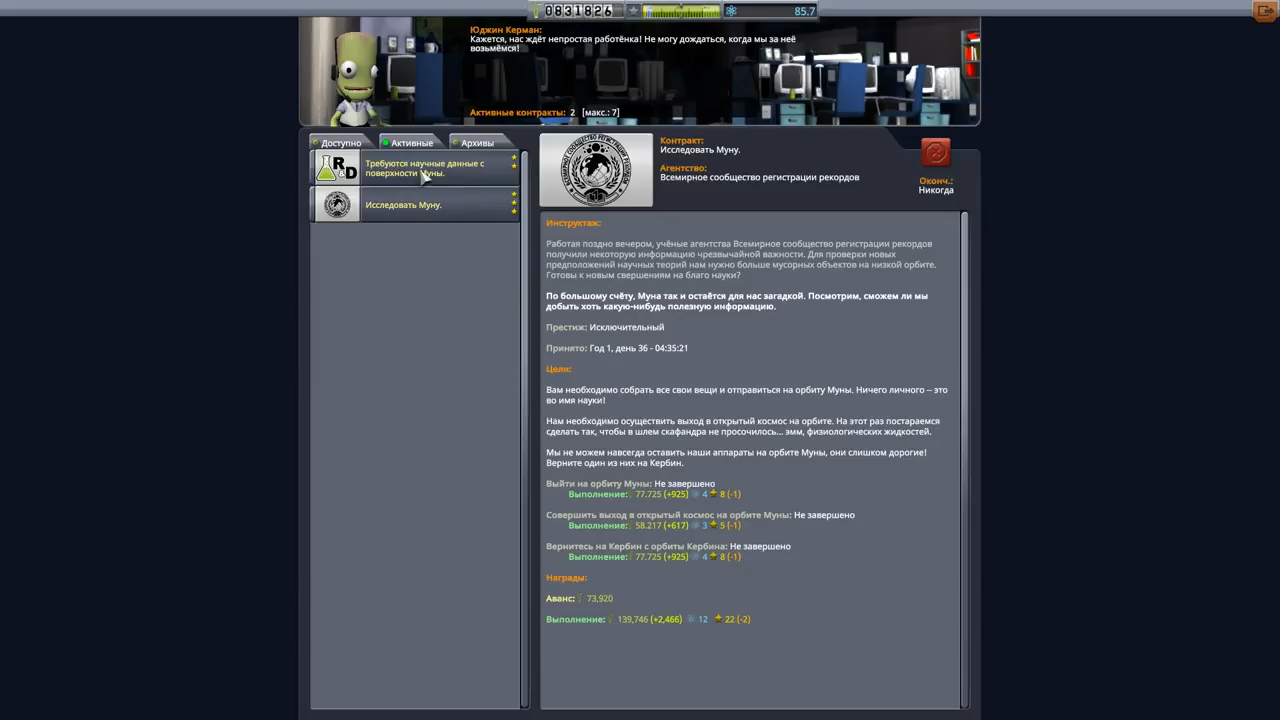 0831826
85.7
Юджин Керман:
Кажется, нас ждёт непростая работёнка! Не могу дождаться, когда мы за неё
возьмёмся!
Активные контракты: 2 [макс.: 7]
Доступно
Активные
Архивы
R&D
Требуются научные данные с
поверхности Муны.
Исследовать Муну.
Контракт:
Исследовать Муну.
Агентство:
Всемирное сообщество регистрации рекордов
Оконч.:
Никогда
Инструктаж:
Работая поздно вечером, учёные агентства Всемирное сообщество регистрации рекордов
получили некоторую информацию чрезвычайной важности. Для проверки новых
предположений научных теорий нам нужно больше мусорных объектов на низкой орбите.
Готовы к новым свершениям на благо науки?
По большому счёту, Муна так и остаётся для нас загадкой. Посмотрим, сможем ли мы
добыть хоть какую-нибудь полезную информацию.
Престиж: Исключительный
Принято: Год 1, день 36 - 04:35:21
Цели:
Вам необходимо собрать все свои вещи и отправиться на орбиту Муны. Ничего личного – это
во имя науки!
Нам необходимо осуществить выход в открытый космос на орбите. На этот раз постараемся
сделать так, чтобы в шлем скафандра не просочилось... эмм, физиологических жидкостей.
Мы не можем навсегда оставить наши аппараты на орбите Муны, они слишком дорогие!
Верните один из них на Кербин.
Выйти на орбиту Муны: Не завершено
Выполнение: 77.725 (+925) 4 8 (-1)
Совершить выход в открытый космос на орбите Муны: Не завершено
Выполнение: 58.217 (+617) 3 5 (-1)
Вернитесь на Кербин с орбиты Кербина: Не завершено
Выполнение: 77.725 (+925) 4 8 (-1)
Награды:
Аванс: 73,920
Выполнение: 139,746 (+2,466) 12 22 (-2)